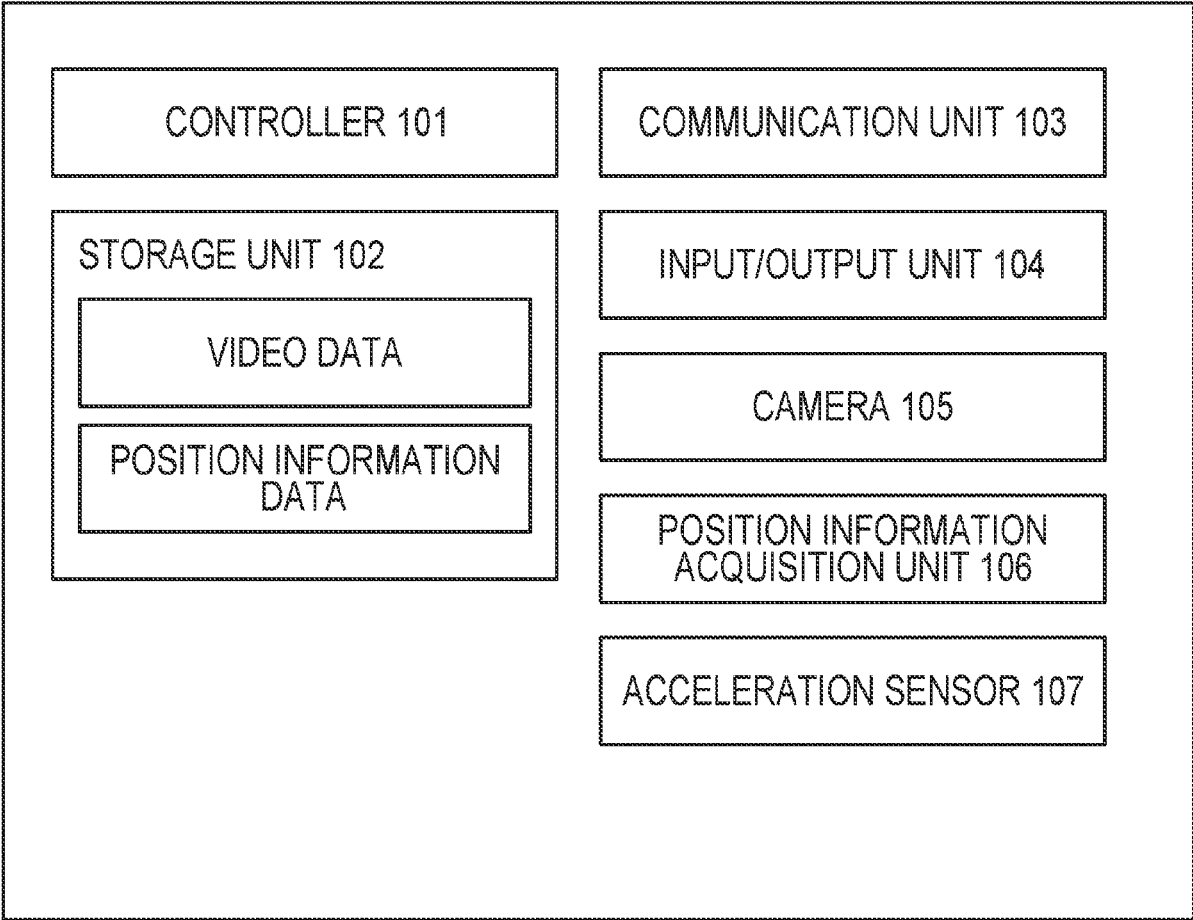 CONTROLLER 101
STORAGE UNIT 102
VIDEO DATA
POSITION INFORMATION
DATA
COMMUNICATION UNIT 103
INPUT/OUTPUT UNIT 104
CAMERA 105
POSITION INFORMATION
ACQUISITION UNIT 106
ACCELERATION SENSOR 107